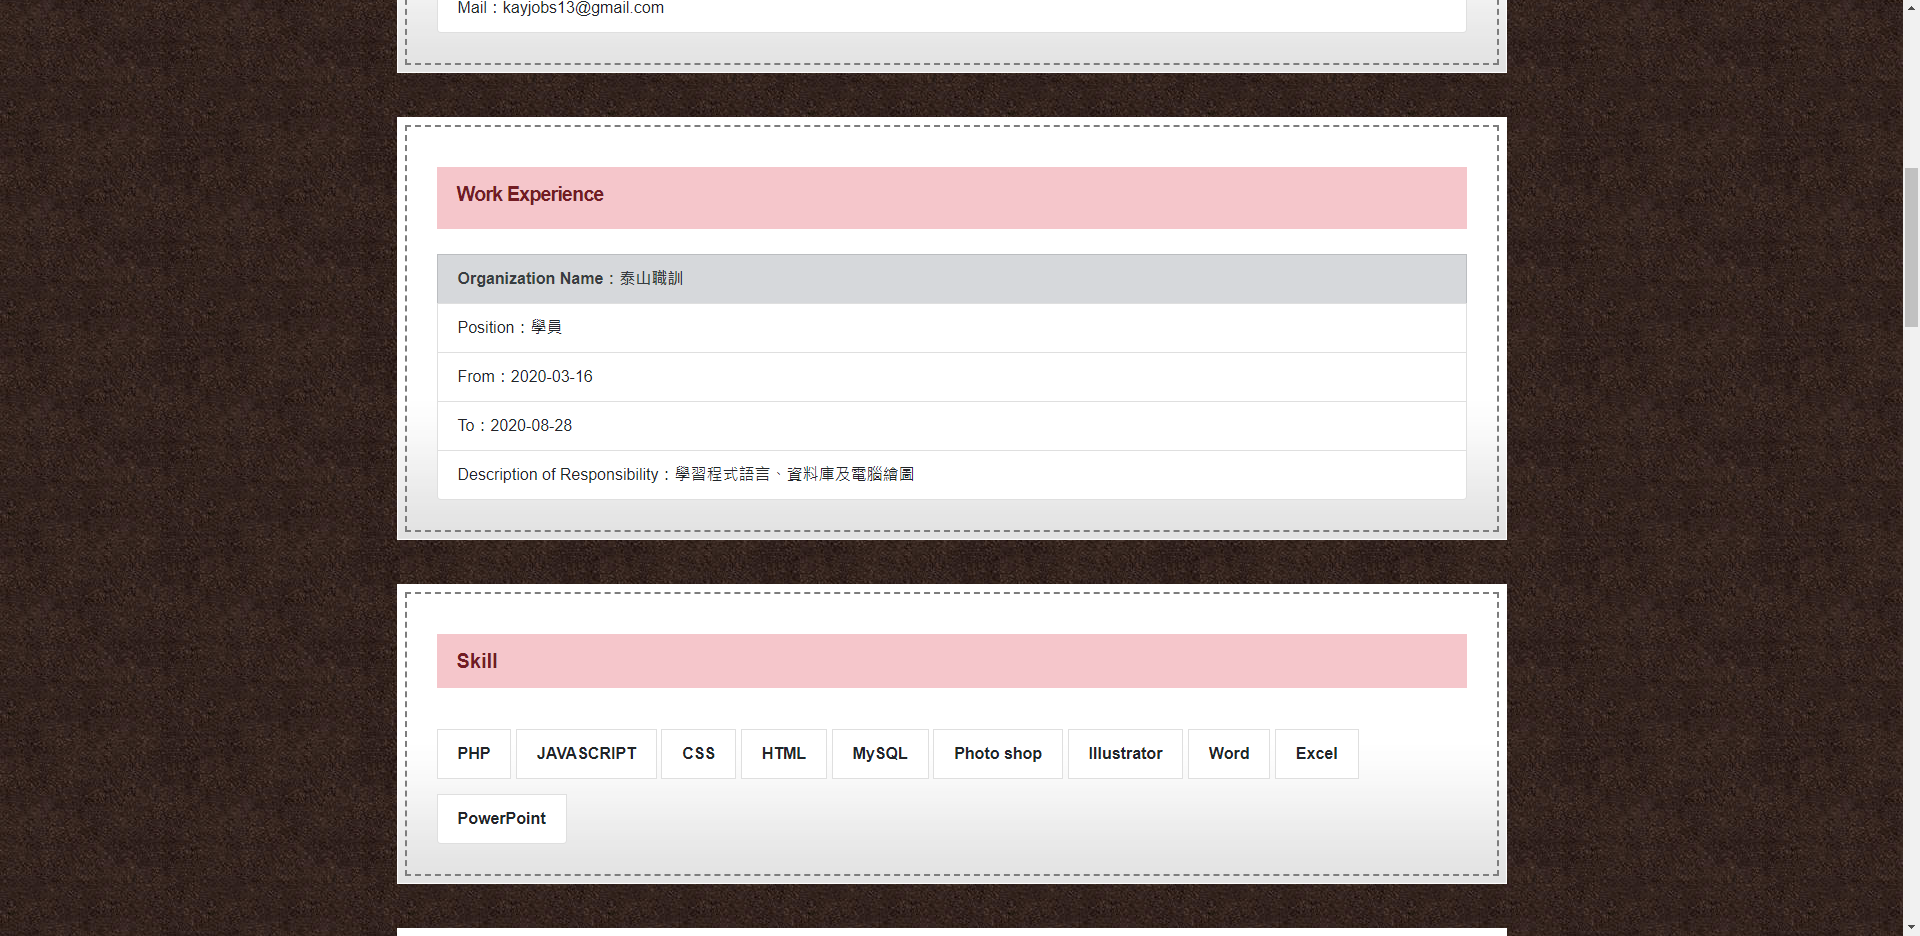 Mail：kayjobs13@gmail.com
Work Experience
Organization Name：泰山職訓
Position：學員
From：2020-03-16
To：2020-08-28
Description of Responsibility：學習程式語言、資料庫及電腦繪圖
Skill
PHP JAVASCRIPT CSS HTML MySQL Photo shop Illustrator Word Excel
PowerPoint